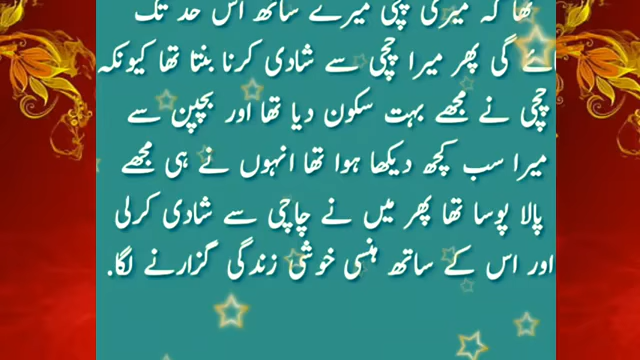 تھا کہ میری چچی میرے ساتھ اس حد تک
گی پھر میرا چچی سے شادی کرنا بنتا تھا کیونکہ
چچی نے مجھے بہت سکون دیا تھا اور بچپن سے
میرا سب کچھ دیکھا ہوا تھا انہوں نے ہی مجھے
پالا پوسا تھا پھر میں نے چاچی سے شادی کرلی
اور اس کے ساتھ ہنسی خوشی زندگی گزارنے لگا.